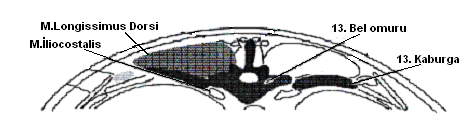 M.Longissimus Dorsi
13. Bel omuru
M.İliocostalis
13. Kaburga